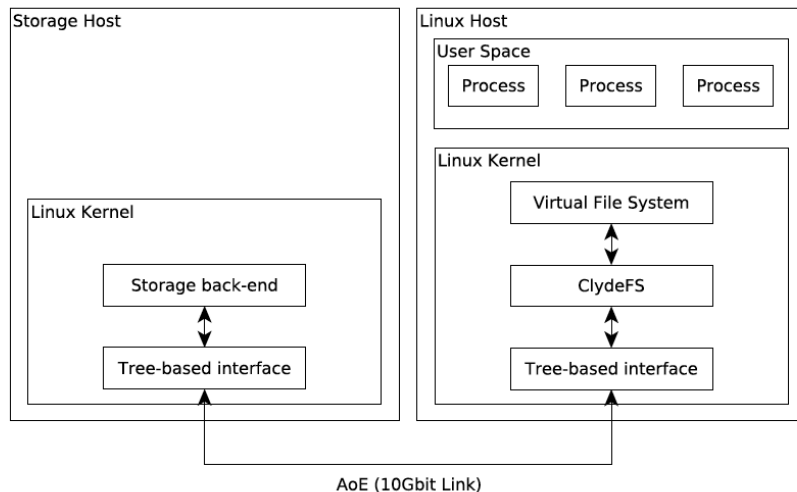 Storage Host
Linux Kernel
Storage back-end
Tree-based interface
Linux Host
User Space
Process
Process
Process
Linux Kernel
Virtual File System
ClydeFS
Tree-based interface
AoE (10Gbit Link)